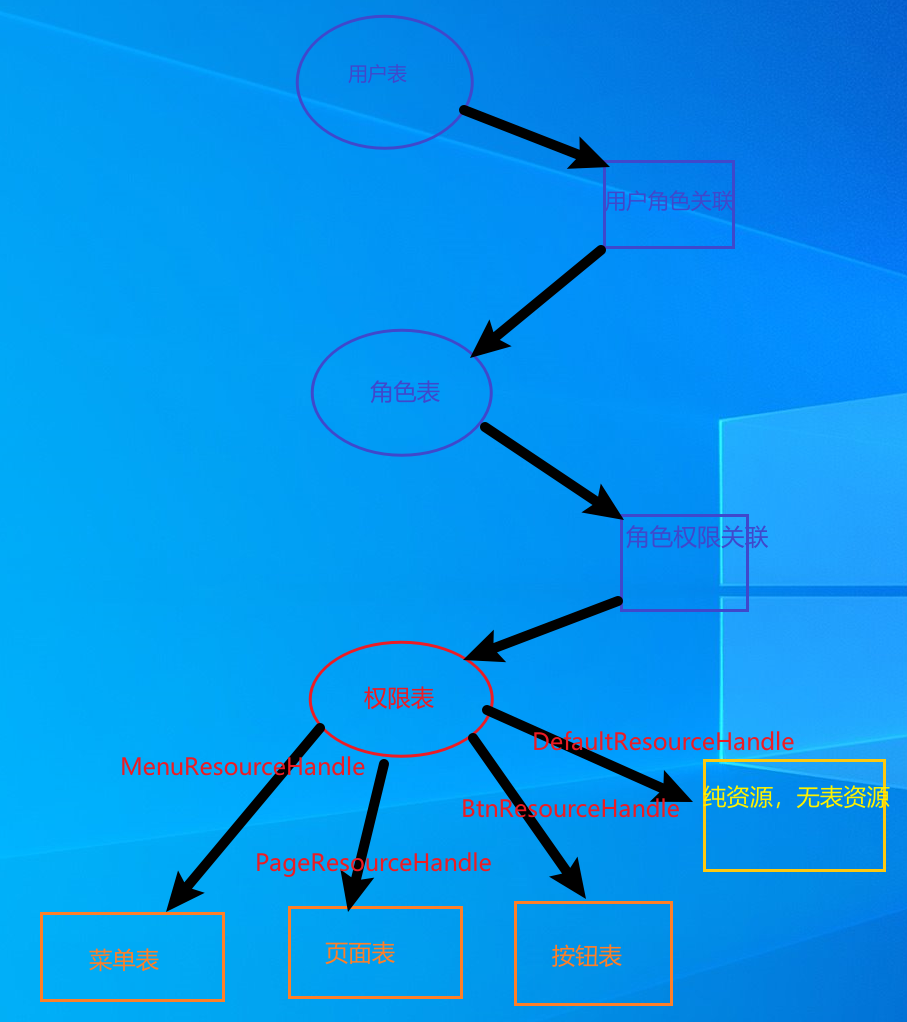 用户表
用户角色关联
角色表
角色权限关联
权限表
DefaultResourceHandle
MenuResourceHandle
纯资源，无表资源
BtnResourceHandle
PageResourceHandle
菜单表
页面表
按钮表